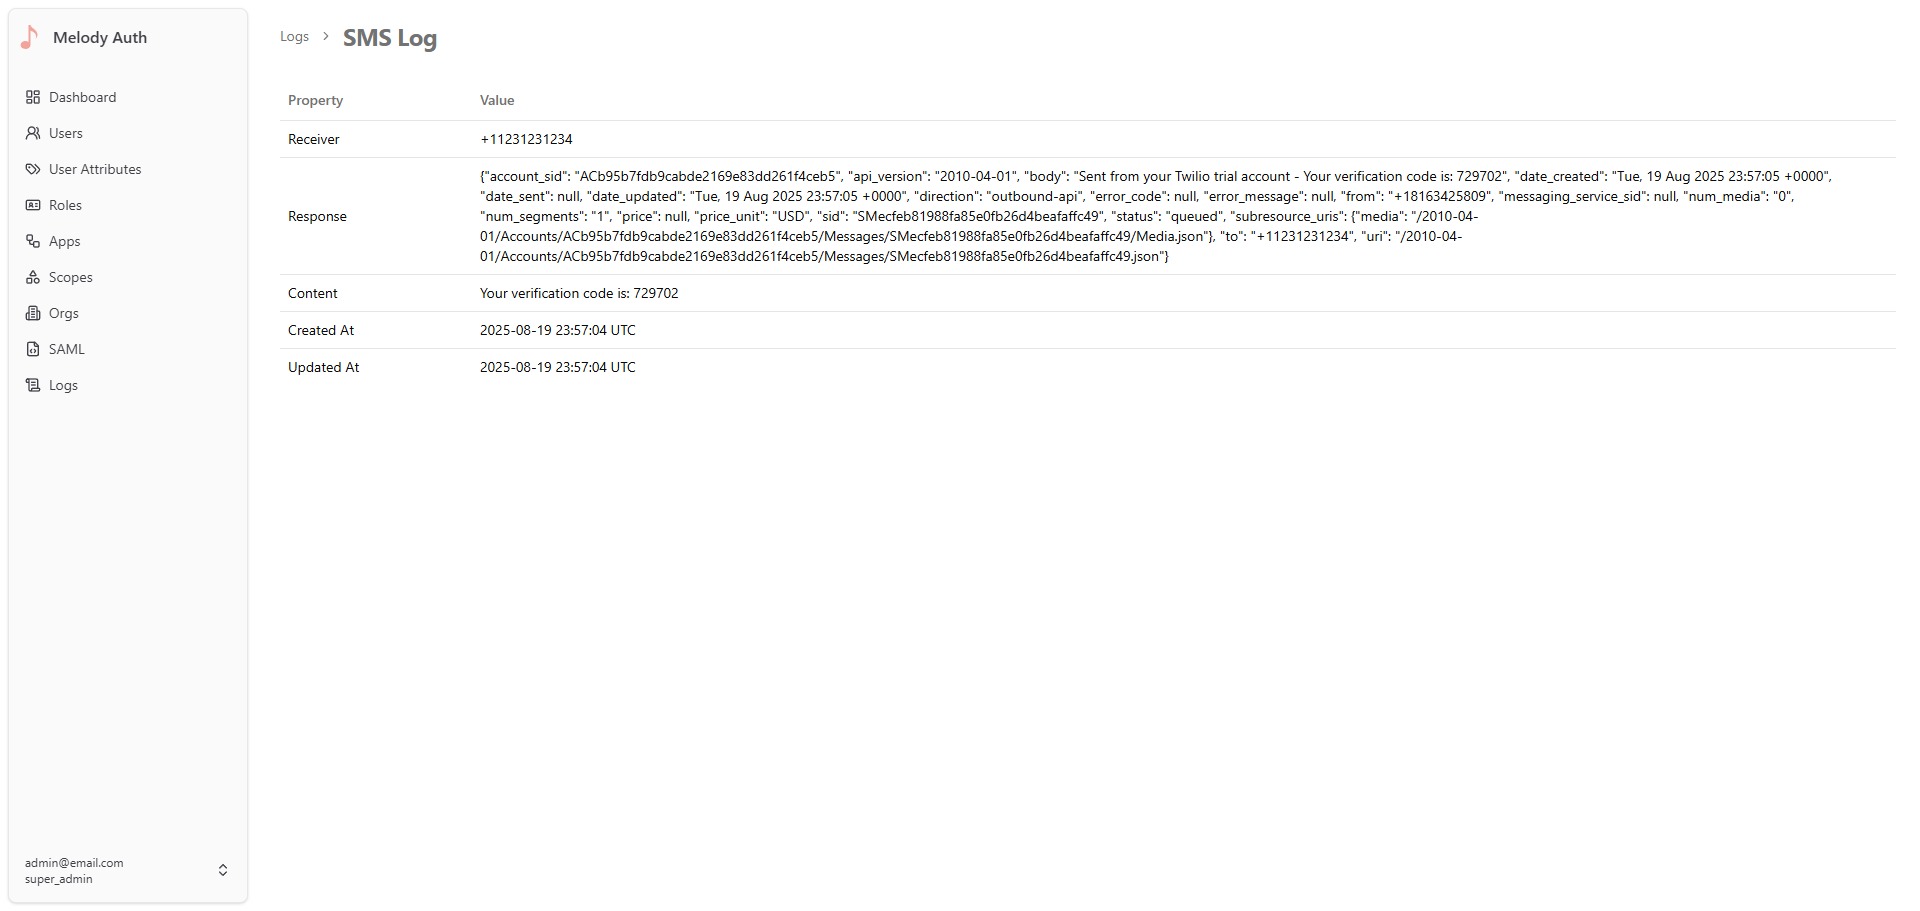 Melody Auth
Dashboard
Users
User Attributes
Roles
Apps
Scopes
Orgs
SAML
Logs
admin@email.com
super_admin
Logs > SMS Log
Property Value
Receiver +11231231234
Response
{"account_sid": "ACb95b7fdb9cabde2169e83dd261f4ceb5", "api_version": "2010-04-01", "body": "Sent from your Twilio trial account - Your verification code is: 729702", "date_created": "Tue, 19 Aug 2025 23:57:05 +0000",
"date_sent": null, "date_updated": "Tue, 19 Aug 2025 23:57:05 +0000", "direction": "outbound-api", "error_code": null, "error_message": null, "from": "+18163425809", "messaging_service_sid": null, "num_media": "0",
"num_segments": "1", "price": null, "price_unit": "USD", "sid": "SMecfeb81988fa85e0fb26d4beafaffc49", "status": "queued", "subresource_uris": {"media": "/2010-04-
01/Accounts/ACb95b7fdb9cabde2169e83dd261f4ceb5/Messages/SMecfeb81988fa85e0fb26d4beafaffc49/Media.json"}, "to": "+11231231234", "uri": "/2010-04-
01/Accounts/ACb95b7fdb9cabde2169e83dd261f4ceb5/Messages/SMecfeb81988fa85e0fb26d4beafaffc49.json"}
Content Your verification code is: 729702
Created At 2025-08-19 23:57:04 UTC
Updated At 2025-08-19 23:57:04 UTC